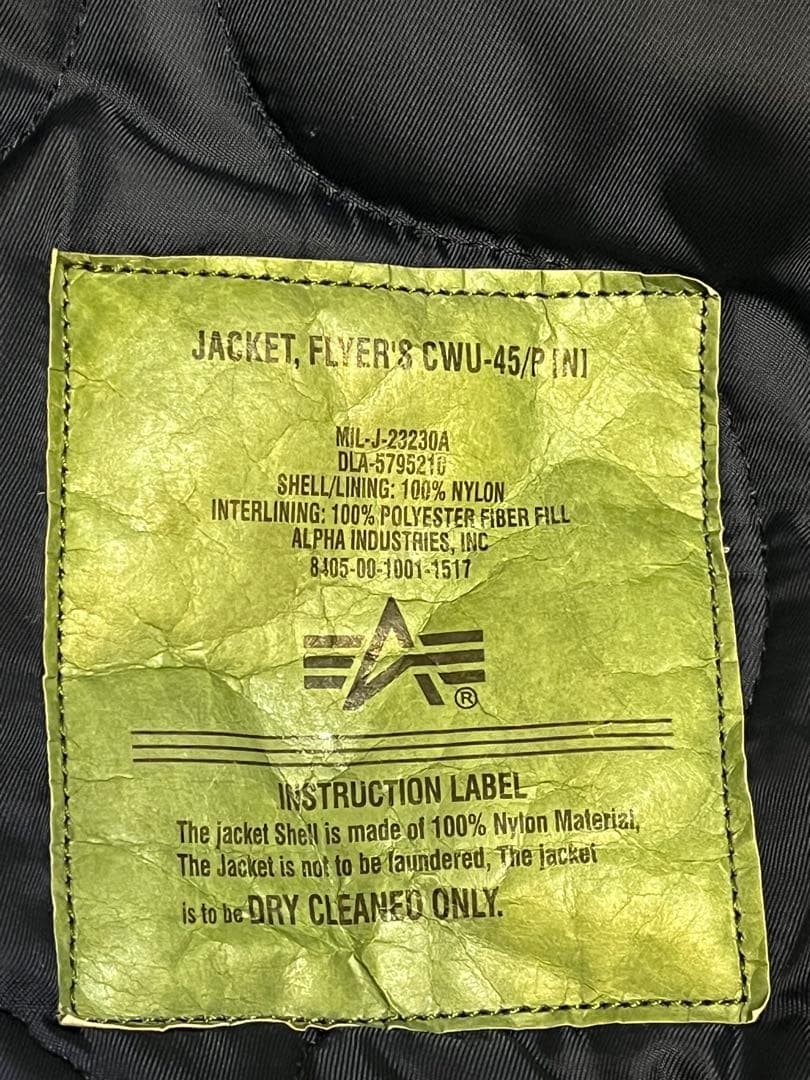 JACKET, FLYER'S CWU-45/P [N]
MIL-J-23230A
DLA-5795210
SHELL/LINING: 100% NYLON
INTERLINING: 100% POLYESTER FIBER FILL
ALPHA INDUSTRIES, INC
8405-00-1001-1517
®
INSTRUCTION LABEL
The jacket Shell is made of 100% Nylon Material,
The Jacket is not to be laundered, The jacket
is to be DRY CLEANED ONLY.